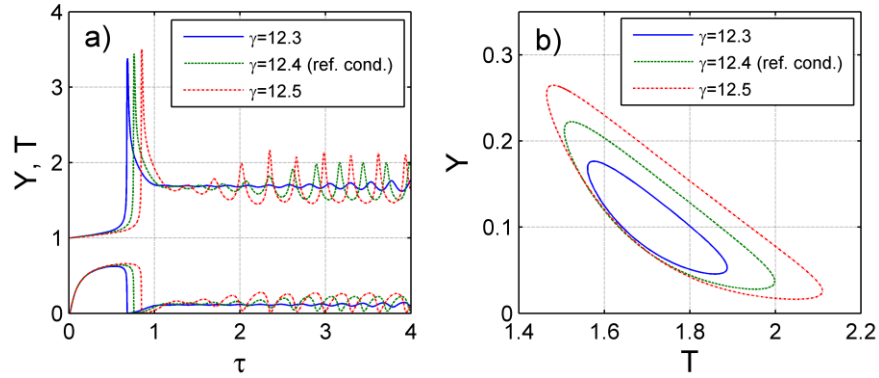 a)
γ=12.3
γ=12.4 (ref. cond.)
γ=12.5
Y, T
4
3
2
1
0
0 1 2 3 4
τ
b)
γ=12.3
γ=12.4 (ref. cond.)
γ=12.5
Y
0.3
0.2
0.1
0
1.4 1.6 1.8 2 2.2
T